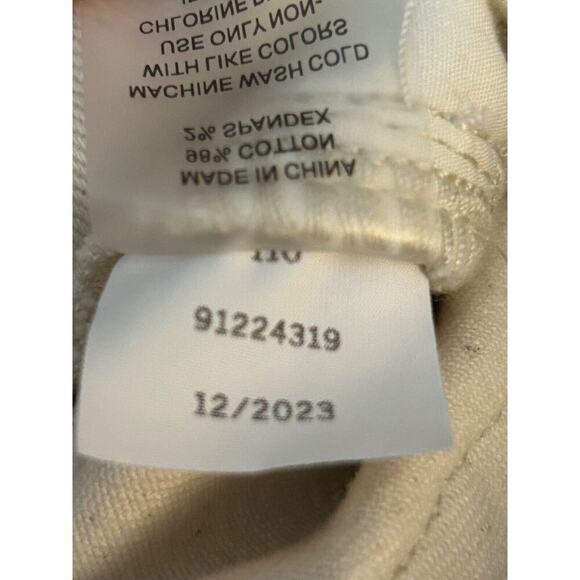 MADE IN CHINA
98% COTTON
2% SPANDEX
MACHINE WASH COLD
WITH LIKE COLORS
USE ONLY NON-
CHLORINE
91224319
12/2023